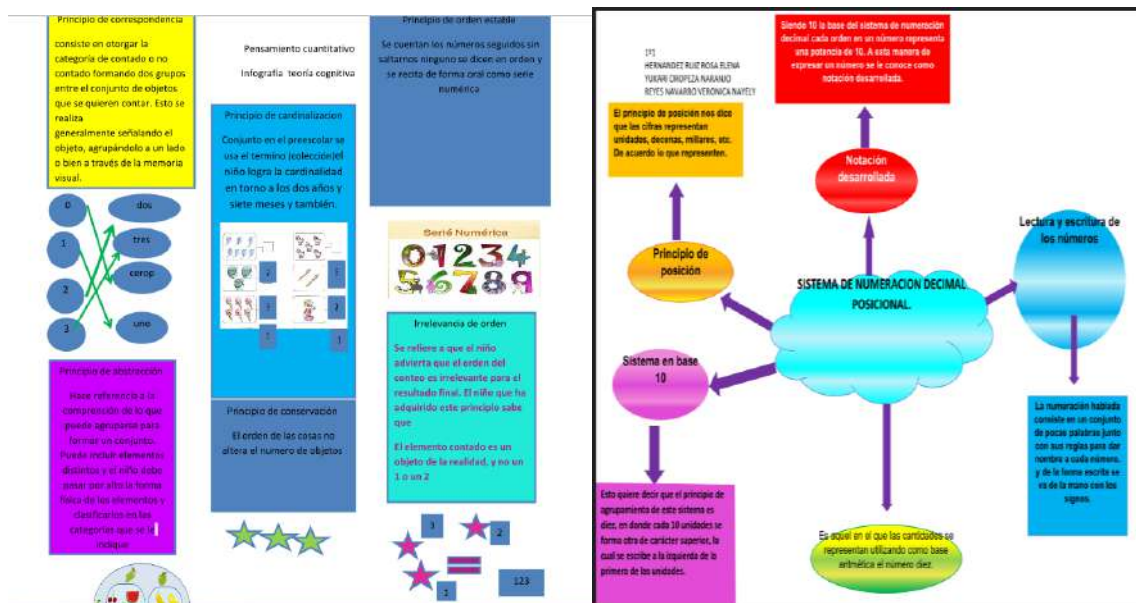 Principio de correspondencia
consiste en otorgar la
categoría de contado o no
contado formando dos grupos
entre el conjunto de objetos
que se quieren contar. Esto se
realiza
generalmente señalando el
objeto, agrupándolo a un lado
o bien a través de la memoria
visual.
0
1
2
3
dos
tres
cerop
uno
Principio de abstracción
Hace referencia a la
comprensión de lo que
puede agruparse para
formar un conjunto.
Puede incluir elementos
distintos y el niño debe
pasar por alto la forma
física de los elementos y
clasificarlos en las
categorías que se le
indique
Pensamiento cuantitativo
Infografía teoría cognitiva
Principio de cardinalizacion
Conjunto en el preescolar se
usa el termino (colección)el
niño logra la cardinalidad
en torno a los dos años y
siete meses y también.
Principio de conservación
El orden de las cosas no
altera el numero de objetos
Principio de orden estable
Se cuentan los números seguidos sin
saltarnos ninguno se dicen en orden y
se recita de forma oral como serie
numérica
Serie Numérica
0 1 2 3 4
5 6 7 8 9
Irrelevancia de orden
Se refiere a que el niño
advierta que el orden del
conteo es irrelevante para el
resultado final. El niño que ha
adquirido este principio sabe
que
El elemento contado es un
objeto de la realidad, y no un
1 o un 2
3
2
1
123
HERNANDEZ RUIZ ROSA ELENA
YUKARI OROPEZA NARANJO
REYES NAVARRO VERONICA NAYELY
Siende 10 la base del sistema de numeración
decimal cada orden en un número representa
una potencia de 10. A esta manera de
expresar un número se le conoce como
notación desarrollada.
El principio de posición nos dice
que las cifras representan
unidades, decenas, millares, etc.
De acuerdo lo que representen.
Notación
desarrollada
Principio de
posición
Lectura y escritura de
los números
SISTEMA DE NUMERACION DECIMAL
POSICIONAL.
Sistema en base
10
La numeración hablada
consiste en un conjunto
de pocas palabras junto
con sus reglas para dar
nombre a cada número.
y de la forma escrita se
va de la mano con los
signos.
Esto quiere decir que el principio de
agrupamiento de este sistema es
diez, en donde cada 10 unidades se
forma otra de carácter superior, la
cual se escribe a la izquierda de la
primera de las unidades.
Es aquel en el que las cantidades se
representan utilizando como base
aritmética el número diez.